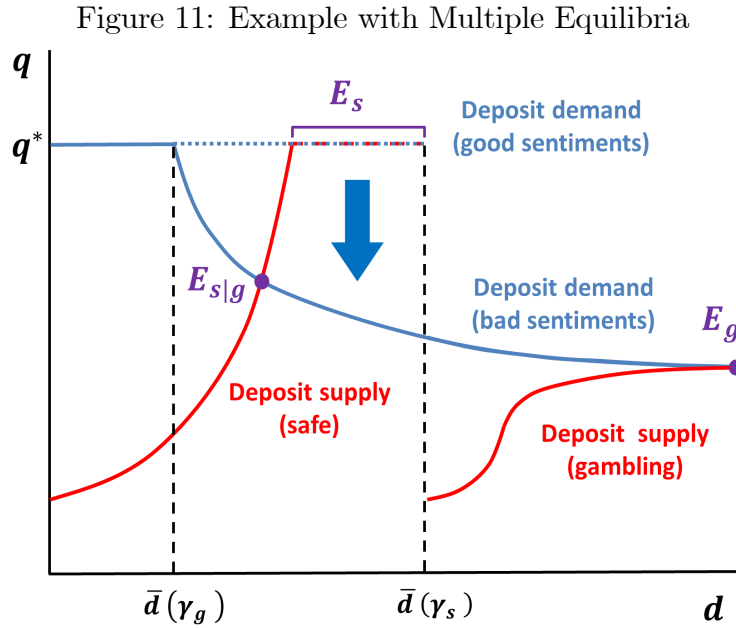 Figure 11: Example with Multiple Equilibria
q
E_s
q*
Deposit demand
(good sentiments)
E_{s|g}
Deposit demand
(bad sentiments)
E_g
Deposit supply
(safe)
Deposit supply
(gambling)
d̅(γ_g)
d̅(γ_s)
d